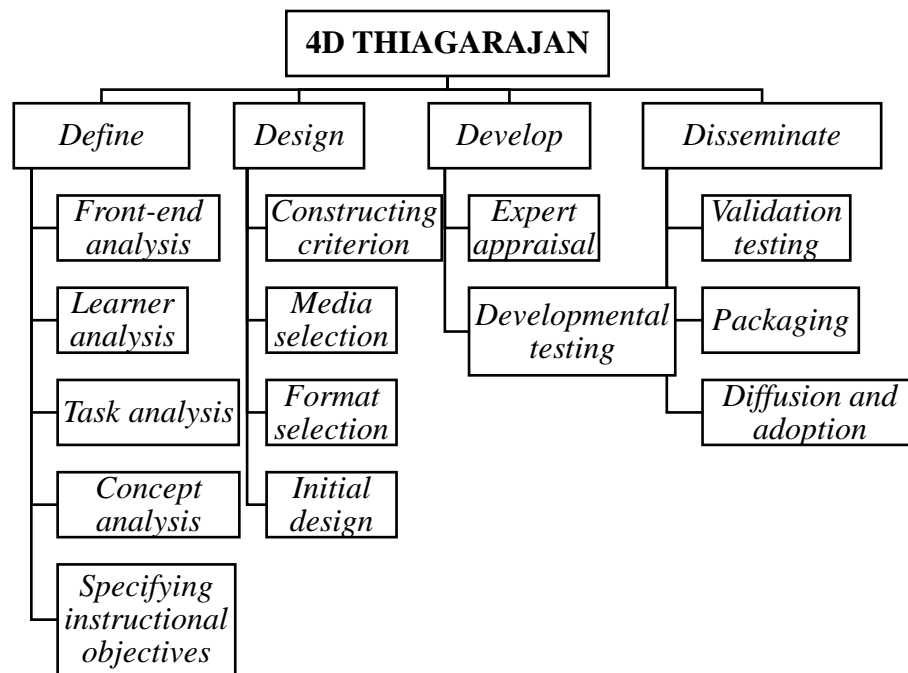 4D THIAGARAJAN
Define
Design
Develop
Disseminate
Front-end
analysis
Learner
analysis
Task analysis
Concept
analysis
Specifying
instructional
objectives
Constructing
criterion
Media
selection
Format
selection
Initial
design
Expert
appraisal
Developmental
testing
Validation
testing
Packaging
Diffusion and
adoption